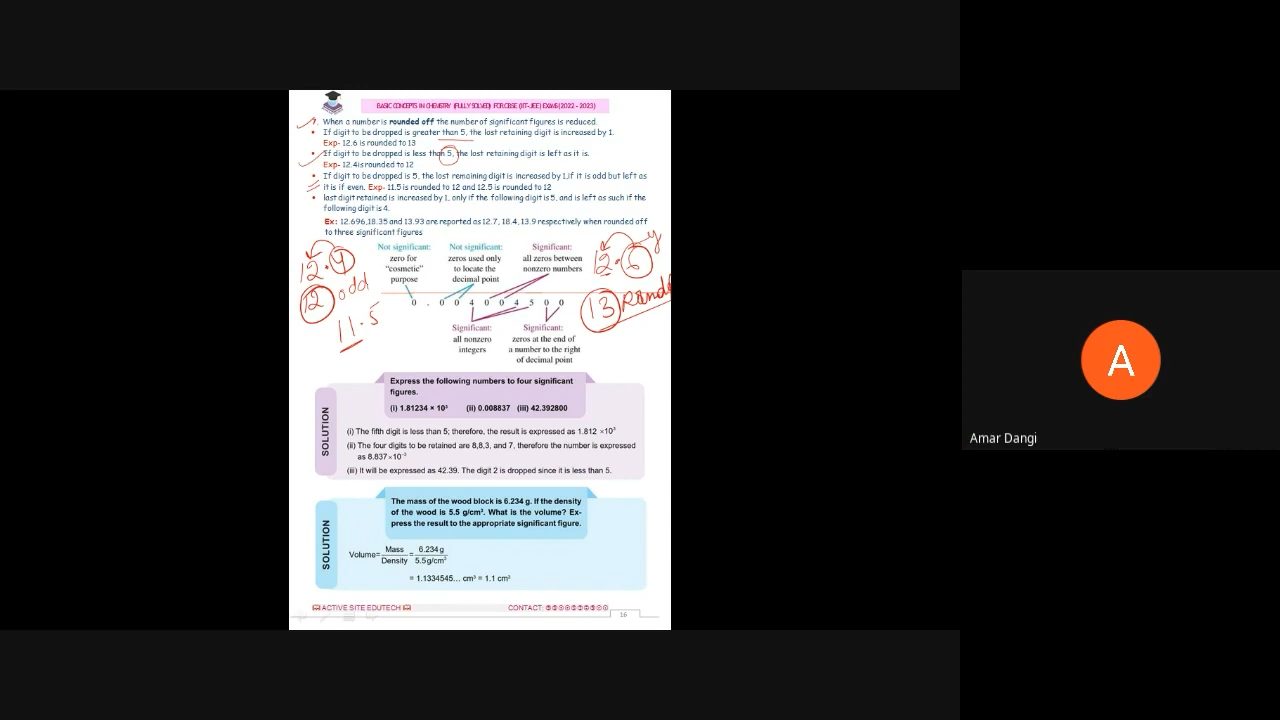 BASIC CONCEPTS IN CHEMISTRY (FULLY SOLVED) FOR CBSE (IIT-JEE) EXAMS (2022 - 2023)
When a number is rounded off the number of significant figures is reduced.
• If digit to be dropped is greater than 5, the lost retaining digit is increased by 1.
Exp- 12.6 is rounded to 13
• If digit to be dropped is less than 5, the lost retaining digit is left as it is.
Exp- 12.4is rounded to 12
• If digit to be dropped is 5, the last remaining digit is increased by 1,if it is odd but left as
it is if even. Exp- 11.5 is rounded to 12 and 12.5 is rounded to 12
• last digit retained is increased by 1, only if the following digit is 5, and is left as such if the
following digit is 4.
Ex: 12.696,18.35 and 13.93 are reported as 12.7, 18.4, 13.9 respectively when rounded off
to three significant figures
12.4
12 odd
11.5
12.6
13 Round
Not significant: Not significant: Significant:
zero for zeros used only all zeros between
"cosmetic" to locate the nonzero numbers
purpose decimal point
0 . 0 0 4 0 0 4 5 0 0
Significant: Significant:
all nonzero zeros at the end of
integers a number to the right
of decimal point
Express the following numbers to four significant
figures.
(i) 1.81234 × 10³ (ii) 0.008837 (iii) 42.392800
SOLUTION
(i) The fifth digit is less than 5; therefore, the result is expressed as 1.812 ×10³
(ii) The four digits to be retained are 8,8,3, and 7, therefore the number is expressed
as 8.837×10⁻³
(iii) It will be expressed as 42.39. The digit 2 is dropped since it is less than 5.
The mass of the wood block is 6.234 g. If the density
of the wood is 5.5 g/cm³. What is the volume? Ex-
press the result to the appropriate significant figure.
SOLUTION
Volume= Mass / Density = 6.234g / 5.5g/cm³
= 1.1334545... cm³ = 1.1 cm³
ACTIVE SITE EDUTECH CONTACT:
16
A
Amar Dangi